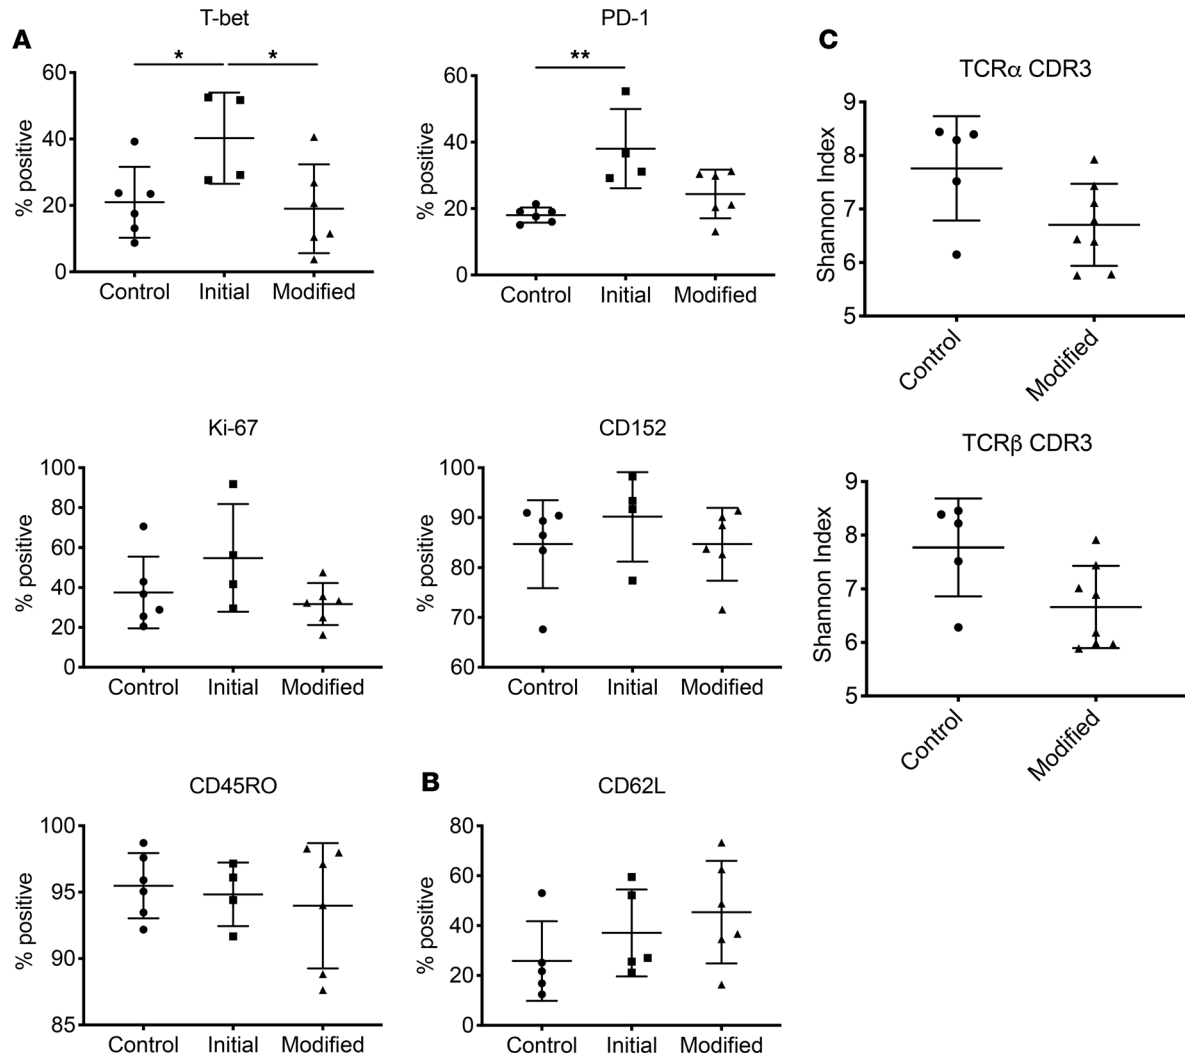 A
T-bet
*
*
% positive
60
40
20
0
Control Initial Modified
PD-1
**
% positive
60
40
20
0
Control Initial Modified
C
TCRα CDR3
Shannon Index
9
8
7
6
5
Control
Modified
Ki-67
% positive
100
80
60
40
20
0
Control Initial Modified
CD152
% positive
100
90
80
70
60
Control Initial Modified
TCRβ CDR3
Shannon Index
9
8
7
6
5
Control
Modified
CD45RO
% positive
100
95
90
85
Control Initial Modified
B
CD62L
% positive
80
60
40
20
0
Control Initial Modified